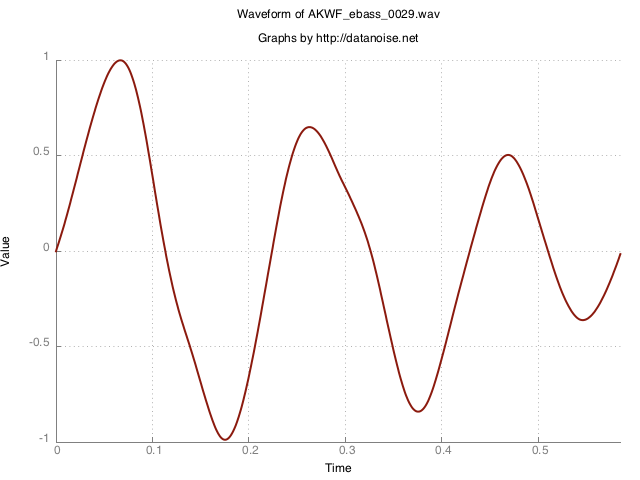 Waveform of AKWF_ebass_0029.wav
Graphs by http://datanoise.net
1
0.5
0
-0.5
-1
Value
0 0.1 0.2 0.3 0.4 0.5
Time